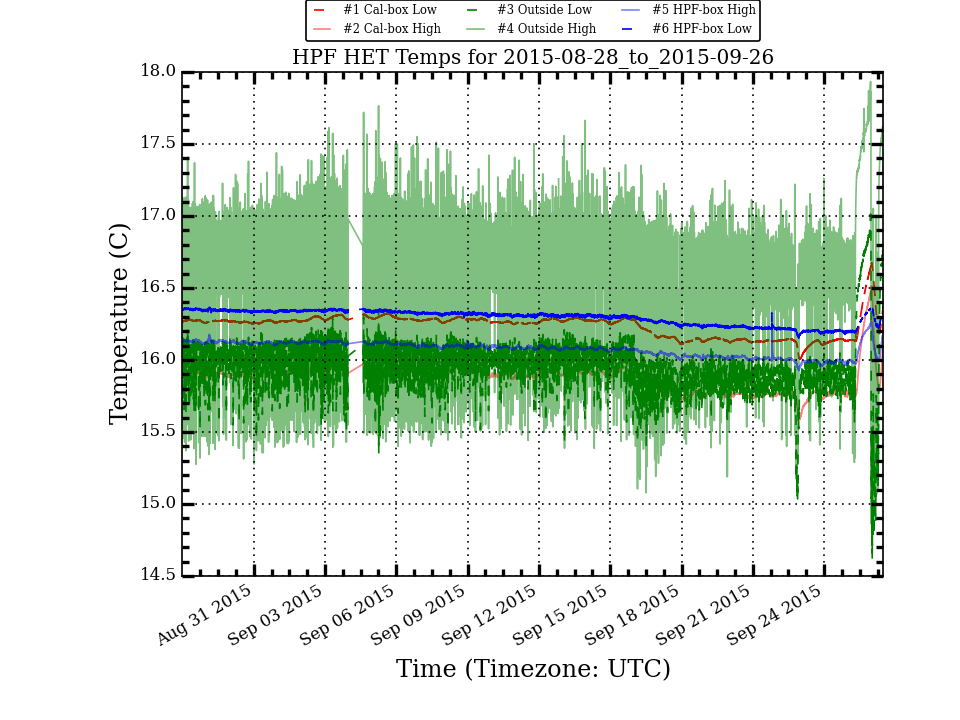 #1 Cal-box Low #3 Outside Low #5 HPF-box High
#2 Cal-box High #4 Outside High #6 HPF-box Low
HPF HET Temps for 2015-08-28_to_2015-09-26
18.0
17.5
17.0
16.5
16.0
15.5
15.0
14.5
Temperature (C)
Aug 31 2015
Sep 03 2015
Sep 06 2015
Sep 09 2015
Sep 12 2015
Sep 15 2015
Sep 18 2015
Sep 21 2015
Sep 24 2015
Time (Timezone: UTC)